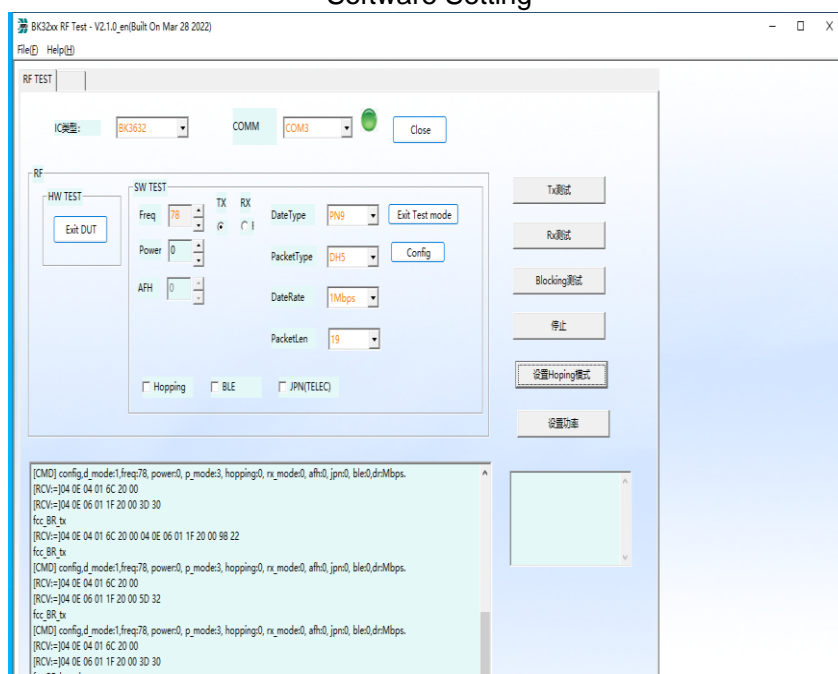 Software Setting
BK32xx RF Test - V2.1.0_en(Built On Mar 28 2022)
File(F) Help(H)
RF TEST
IC类型: BK3632 COMM COM3 Close
RF
HW TEST
Exit DUT
SW TEST
Freq 78 TX RX DateType PN9 Exit Test mode
Power 0 PacketType DH5 Config
AFH 0 DateRate 1Mbps
PacketLen 19
Hopping BLE JPN(TELEC)
Tx测试
Rx测试
Blocking测试
停止
设置Hoping模式
设置功率
[CMD] config,d_mode:1,freq:78, power:0, p_mode:3, hopping:0, rx_mode:0, afh:0, jpn:0, ble:0,dr:Mbps.
[RCV:=]04 0E 04 01 6C 20 00
[RCV:=]04 0E 06 01 1F 20 00 3D 30
fcc_BR_tx
[RCV:=]04 0E 04 01 6C 20 00 04 0E 06 01 1F 20 00 98 22
fcc_BR_tx
[CMD] config,d_mode:1,freq:78, power:0, p_mode:3, hopping:0, rx_mode:0, afh:0, jpn:0, ble:0,dr:Mbps.
[RCV:=]04 0E 04 01 6C 20 00
[RCV:=]04 0E 06 01 1F 20 00 5D 32
fcc_BR_tx
[CMD] config,d_mode:1,freq:78, power:0, p_mode:3, hopping:0, rx_mode:0, afh:0, jpn:0, ble:0,dr:Mbps.
[RCV:=]04 0E 04 01 6C 20 00
[RCV:=]04 0E 06 01 1F 20 00 3D 30